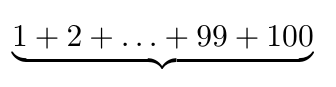 1 + 2 + … + 99 + 100